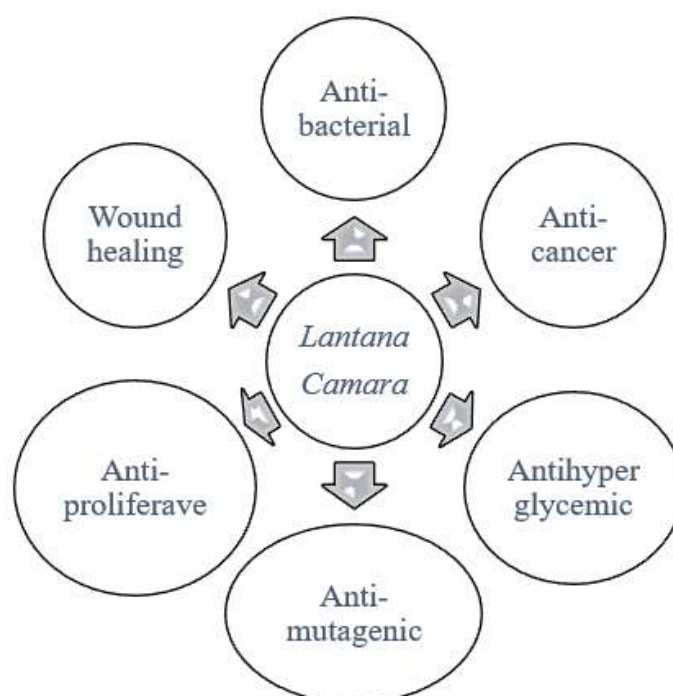 Anti-
bacterial
Wound
healing
Anti-
cancer
Lantana
Camara
Anti-
proliferave
Antihyper
glycemic
Anti-
mutagenic